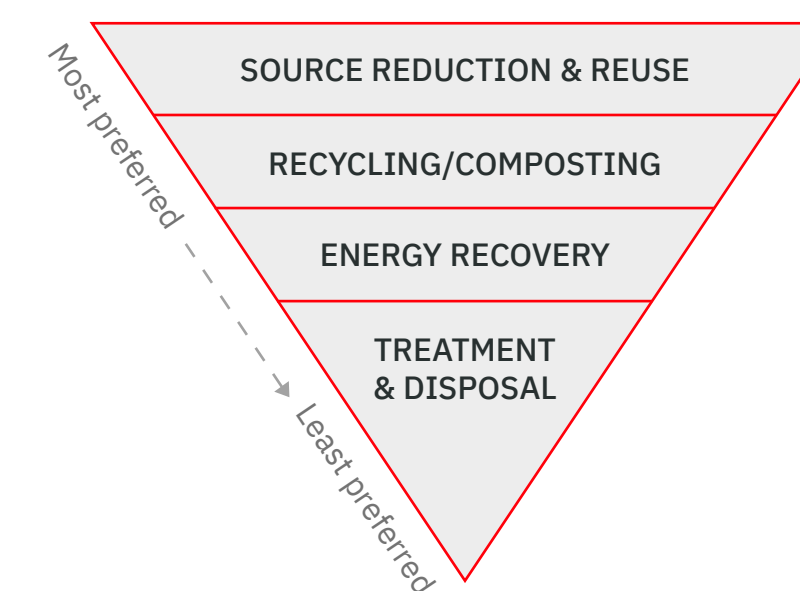 Most preferred
SOURCE REDUCTION & REUSE
RECYCLING/COMPOSTING
ENERGY RECOVERY
TREATMENT
& DISPOSAL
Least preferred